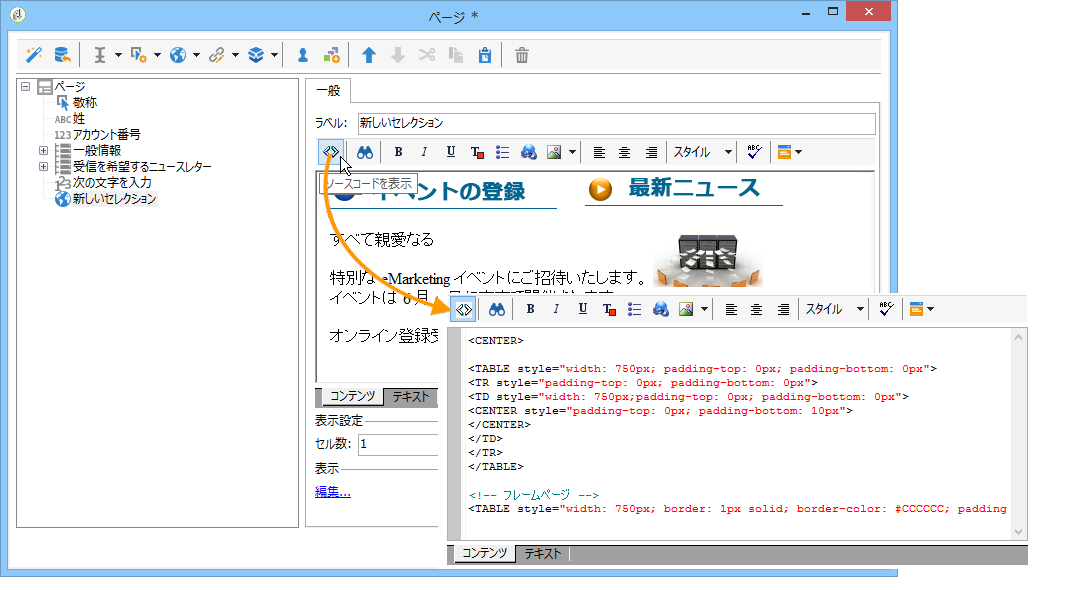 ページ *
ページ
敬称
ABC 姓
123 アカウント番号
一般情報
受信を希望するニュースレター
次の文字を入力
新しいセレクション
一般
ラベル: 新しいセレクション
B I U T スタイル ABC
ソースコードを表示
イベントの登録
最新ニュース
すべて親愛なる
特別な eMarketing イベントにご招待いたします。
イベントは 6 月
オンライン登録受
コンテンツ テキスト
表示設定
セル数: 1
表示
編集...
B I U T スタイル ABC
<CENTER>
<TABLE style="width: 750px; padding-top: 0px; padding-bottom: 0px">
<TR style="padding-top: 0px; padding-bottom: 0px">
<TD style="width: 750px;padding-top: 0px; padding-bottom: 0px">
<CENTER style="padding-top: 0px; padding-bottom: 10px">
</CENTER>
</TD>
</TR>
</TABLE>
<!-- フレームページ -->
<TABLE style="width: 750px; border: 1px solid; border-color: #CCCCCC; padding
コンテンツ テキスト